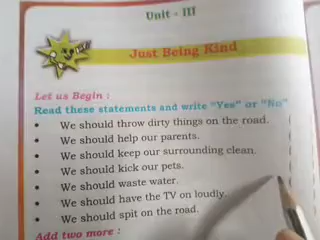 Unit - III
Just Being Kind
Let us Begin :
Read these statements and write "Yes" or "No"
• We should throw dirty things on the road.
• We should help our parents.
• We should keep our surrounding clean.
• We should kick our pets.
• We should waste water.
• We should have the TV on loudly.
• We should spit on the road.
Add two more :